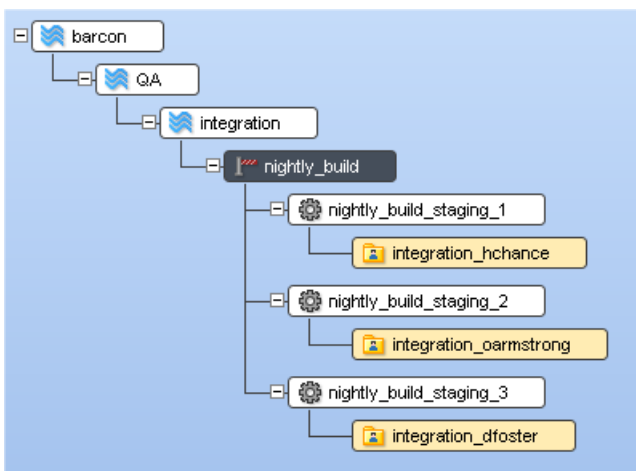 barcon
QA
integration
nightly_build
nightly_build_staging_1
integration_hchance
nightly_build_staging_2
integration_oarmstrong
nightly_build_staging_3
integration_dfoster